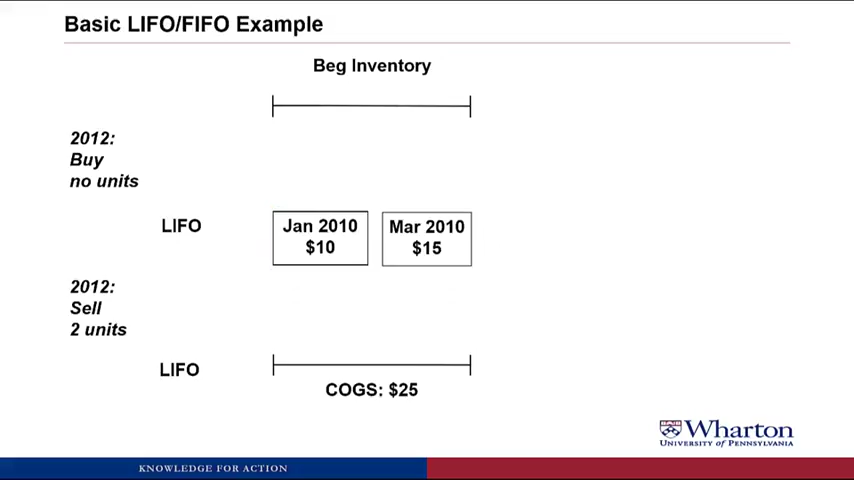 Basic LIFO/FIFO Example
Beg Inventory
2012:
Buy
no units
LIFO
Jan 2010
$10
Mar 2010
$15
2012:
Sell
2 units
LIFO
COGS: $25
Wharton
UNIVERSITY of PENNSYLVANIA
KNOWLEDGE FOR ACTION